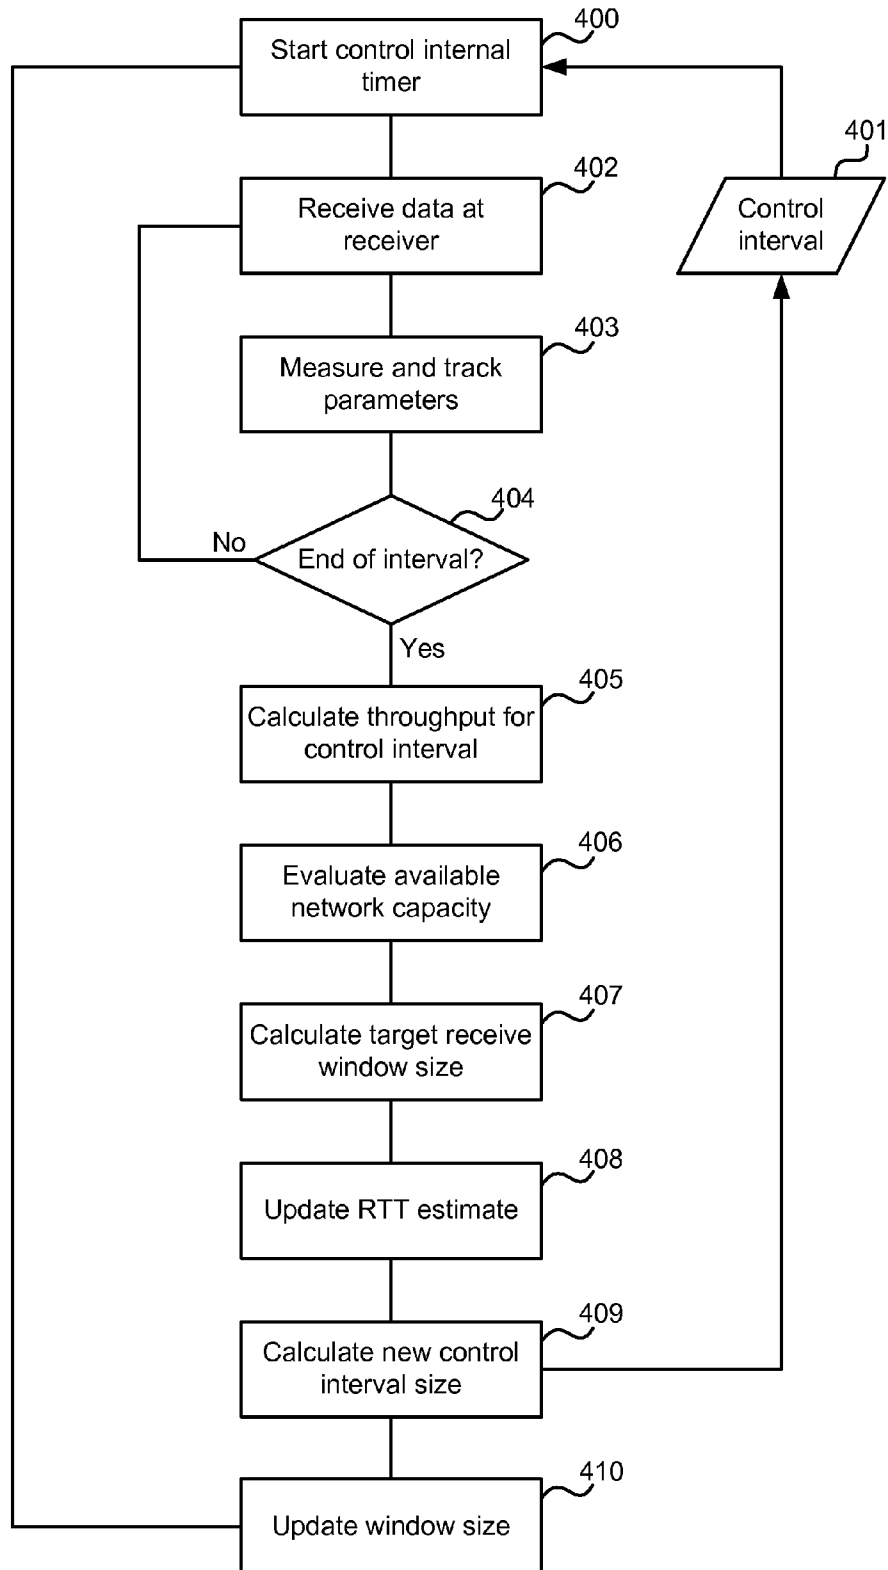 400
Start control internal
timer
401
Control
interval
402
Receive data at
receiver
403
Measure and track
parameters
404
End of interval?
No
Yes
405
Calculate throughput for
control interval
406
Evaluate available
network capacity
407
Calculate target receive
window size
408
Update RTT estimate
409
Calculate new control
interval size
410
Update window size